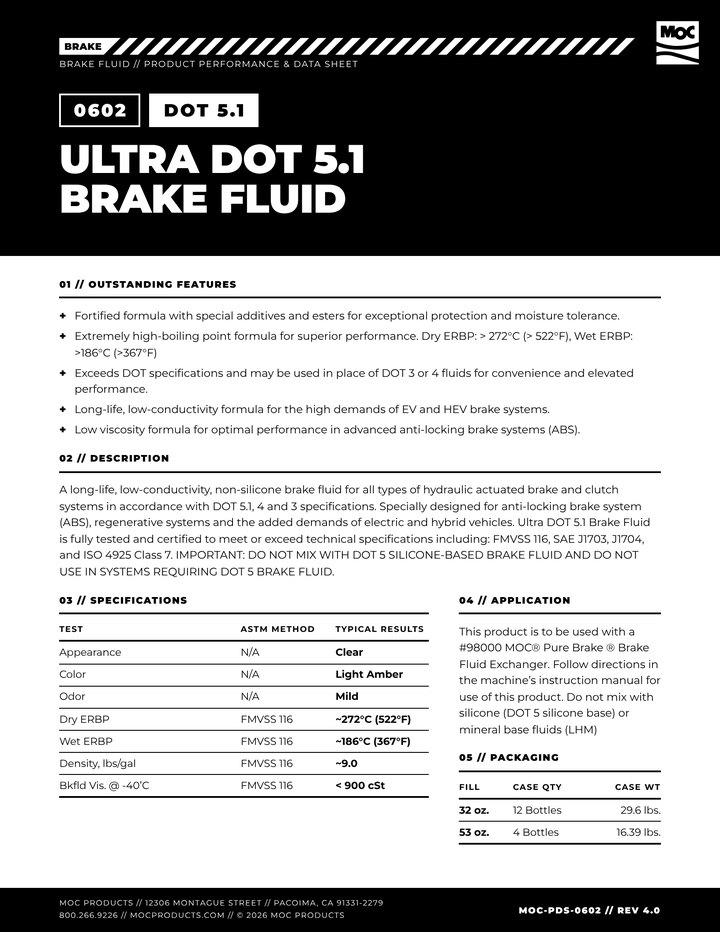 MOC
BRAKE
BRAKE FLUID // PRODUCT PERFORMANCE & DATA SHEET
0602 DOT 5.1
ULTRA DOT 5.1
BRAKE FLUID
01 // OUTSTANDING FEATURES
+ Fortified formula with special additives and esters for exceptional protection and moisture tolerance.
+ Extremely high-boiling point formula for superior performance. Dry ERBP: > 272°C (> 522°F), Wet ERBP:
>186°C (>367°F)
+ Exceeds DOT specifications and may be used in place of DOT 3 or 4 fluids for convenience and elevated
performance.
+ Long-life, low-conductivity formula for the high demands of EV and HEV brake systems.
+ Low viscosity formula for optimal performance in advanced anti-locking brake systems (ABS).
02 // DESCRIPTION
A long-life, low-conductivity, non-silicone brake fluid for all types of hydraulic actuated brake and clutch
systems in accordance with DOT 5.1, 4 and 3 specifications. Specially designed for anti-locking brake system
(ABS), regenerative systems and the added demands of electric and hybrid vehicles. Ultra DOT 5.1 Brake Fluid
is fully tested and certified to meet or exceed technical specifications including: FMVSS 116, SAE J1703, J1704,
and ISO 4925 Class 7. IMPORTANT: DO NOT MIX WITH DOT 5 SILICONE-BASED BRAKE FLUID AND DO NOT
USE IN SYSTEMS REQUIRING DOT 5 BRAKE FLUID.
03 // SPECIFICATIONS
TEST ASTM METHOD TYPICAL RESULTS
Appearance N/A Clear
Color N/A Light Amber
Odor N/A Mild
Dry ERBP FMVSS 116 ~272°C (522°F)
Wet ERBP FMVSS 116 ~186°C (367°F)
Density, lbs/gal FMVSS 116 ~9.0
Bkfld Vis. @ -40'C FMVSS 116 < 900 cSt
04 // APPLICATION
This product is to be used with a
#98000 MOC® Pure Brake ® Brake
Fluid Exchanger. Follow directions in
the machine's instruction manual for
use of this product. Do not mix with
silicone (DOT 5 silicone base) or
mineral base fluids (LHM)
05 // PACKAGING
FILL CASE QTY CASE WT
32 oz. 12 Bottles 29.6 lbs.
53 oz. 4 Bottles 16.39 lbs.
MOC PRODUCTS // 12306 MONTAGUE STREET // PACOIMA, CA 91331-2279
800.266.9226 // MOCPRODUCTS.COM // © 2026 MOC PRODUCTS
MOC-PDS-0602 // REV 4.0